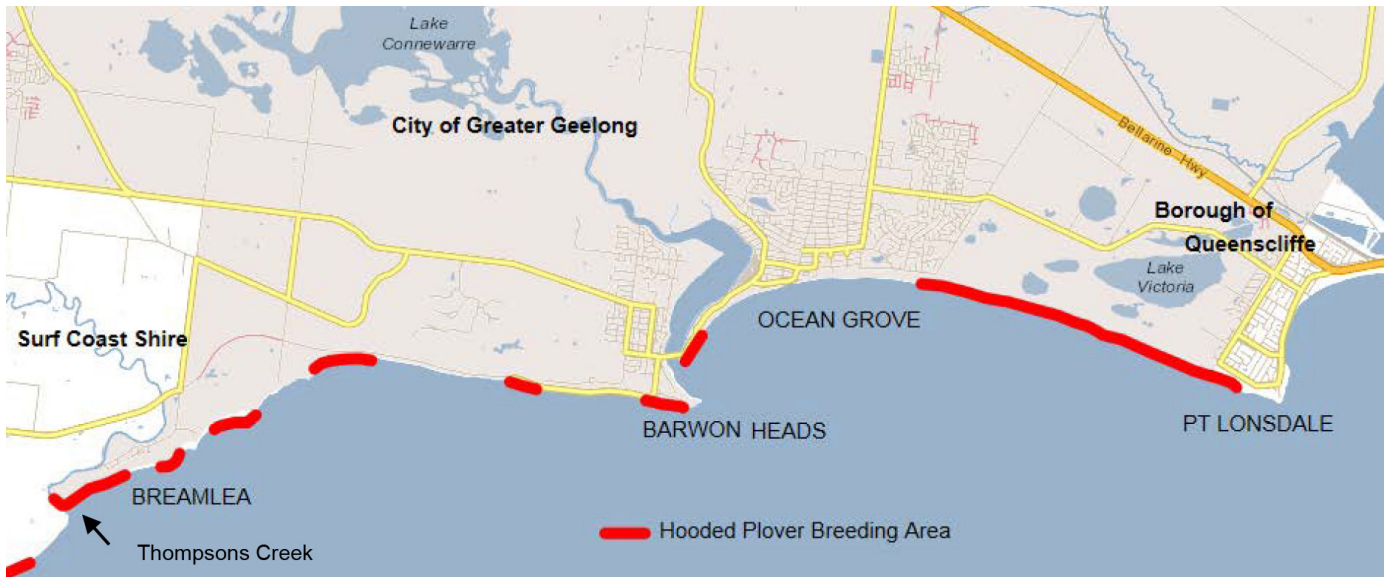 Lake
Connewarre
City of Greater Geelong
Bellarine Hwy
Borough of
Queenscliffe
Lake
Victoria
Surf Coast Shire
OCEAN GROVE
PT LONSDALE
BARWON HEADS
BREAMLEA
Hooded Plover Breeding Area
Thompsons Creek